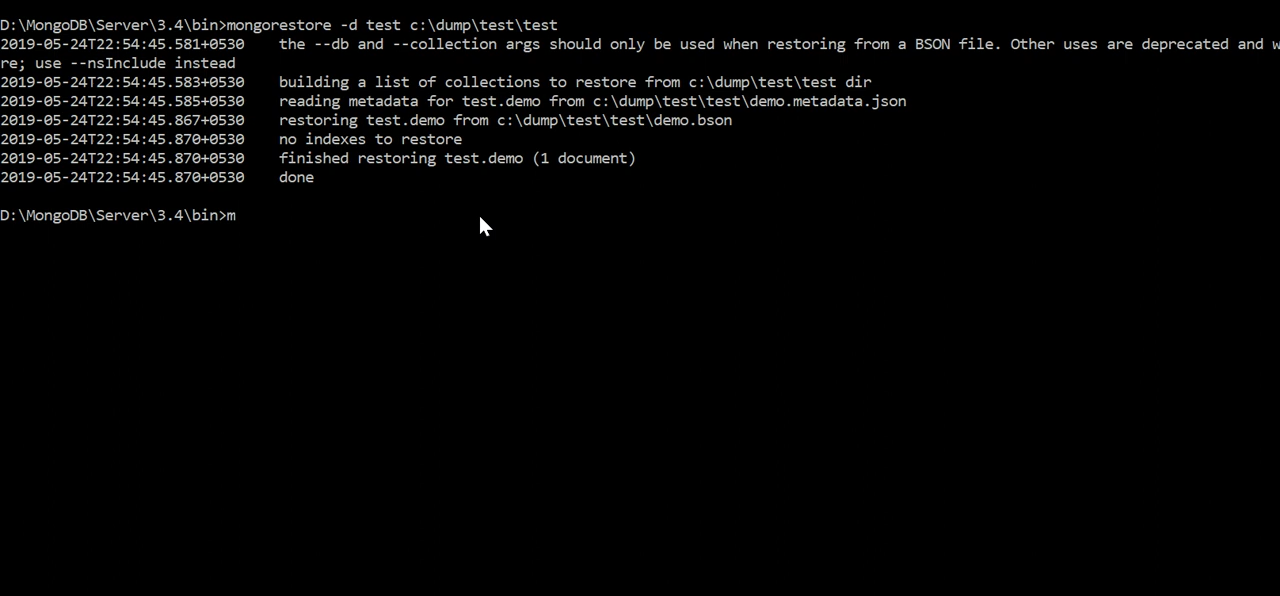 D:\MongoDB\Server\3.4\bin>mongorestore -d test c:\dump\test\test
2019-05-24T22:54:45.581+0530    the --db and --collection args should only be used when restoring from a BSON file. Other uses are deprecated and w
re; use --nsInclude instead
2019-05-24T22:54:45.583+0530    building a list of collections to restore from c:\dump\test\test dir
2019-05-24T22:54:45.585+0530    reading metadata for test.demo from c:\dump\test\test\demo.metadata.json
2019-05-24T22:54:45.867+0530    restoring test.demo from c:\dump\test\test\demo.bson
2019-05-24T22:54:45.870+0530    no indexes to restore
2019-05-24T22:54:45.870+0530    finished restoring test.demo (1 document)
2019-05-24T22:54:45.870+0530    done
D:\MongoDB\Server\3.4\bin>m